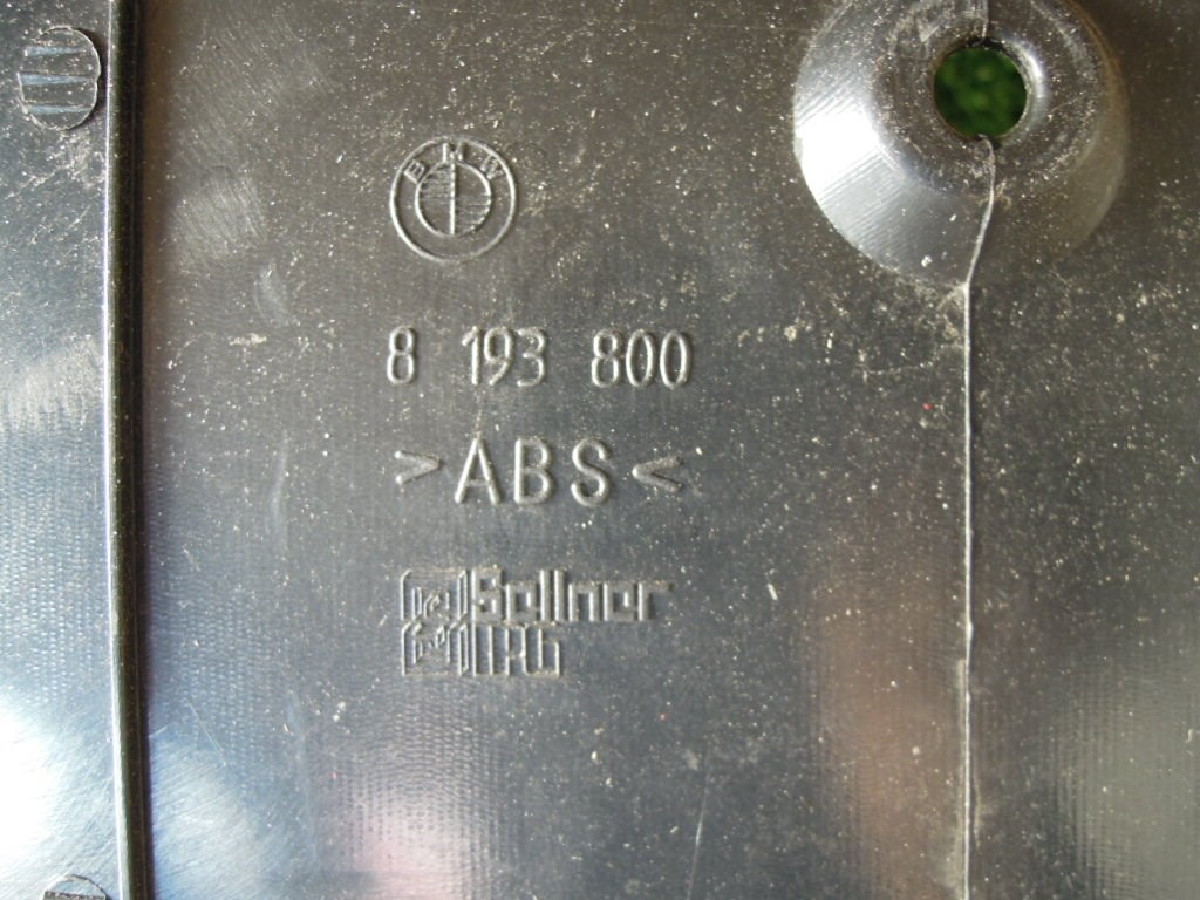 BMW
8 193 800
>ABS<
Sellner